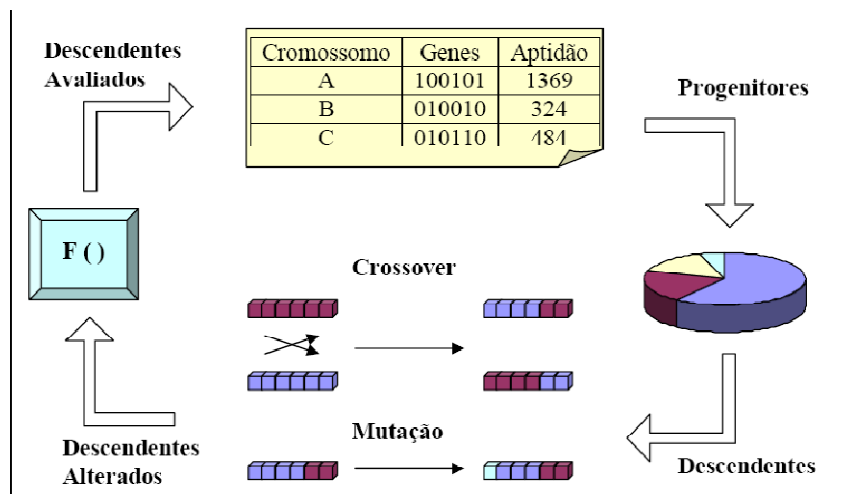 Descendentes
Avaliados
Cromossomo Genes Aptidão
A 100101 1369
B 010010 324
C 010110 484
Progenitores
F ( )
Crossover
Mutação
Descendentes
Alterados
Descendentes